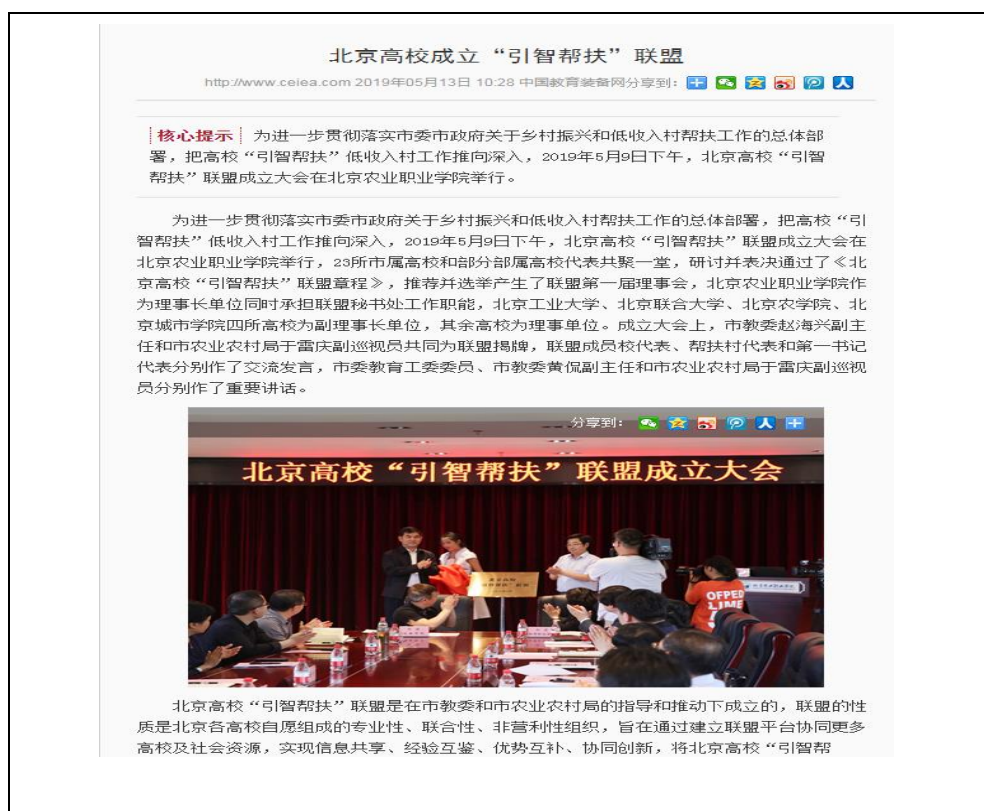 北京高校成立“引智帮扶”联盟
http://www.ceiea.com 2019年05月13日 10:28 中国教育装备网分享到:
核心提示 为进一步贯彻落实市委市政府关于乡村振兴和低收入村帮扶工作的总体部
署，把高校“引智帮扶”低收入村工作推向深入，2019年5月9日下午，北京高校“引智
帮扶”联盟成立大会在北京农业职业学院举行。
为进一步贯彻落实市委市政府关于乡村振兴和低收入村帮扶工作的总体部署，把高校“引
智帮扶”低收入村工作推向深入，2019年5月9日下午，北京高校“引智帮扶”联盟成立大会在
北京农业职业学院举行，23所市属高校和部分部属高校代表共聚一堂，研讨并表决通过了《北
京高校“引智帮扶”联盟章程》，推荐并选举产生了联盟第一届理事会，北京农业职业学院作
为理事长单位同时承担联盟秘书处工作职能，北京工业大学、北京联合大学、北京农学院、北
京城市学院四所高校为副理事长单位，其余高校为理事单位。成立大会上，市教委赵海兴副主
任和市农业农村局于雷庆副巡视员共同为联盟揭牌，联盟成员校代表、帮扶村代表和第一书记
代表分别作了交流发言，市委教育工委委员、市教委黄侃副主任和市农业农村局于雷庆副巡视
员分别作了重要讲话。
分享到:
北京高校“引智帮扶”联盟成立大会
OFFED
LIME
北京高校“引智帮扶”联盟是在市教委和市农业农村局的指导和推动下成立的，联盟的性
质是北京各高校自愿组成的专业性、联合性、非营利性组织，旨在通过建立联盟平台协同更多
高校及社会资源，实现信息共享、经验互鉴、优势互补、协同创新，将北京高校“引智帮